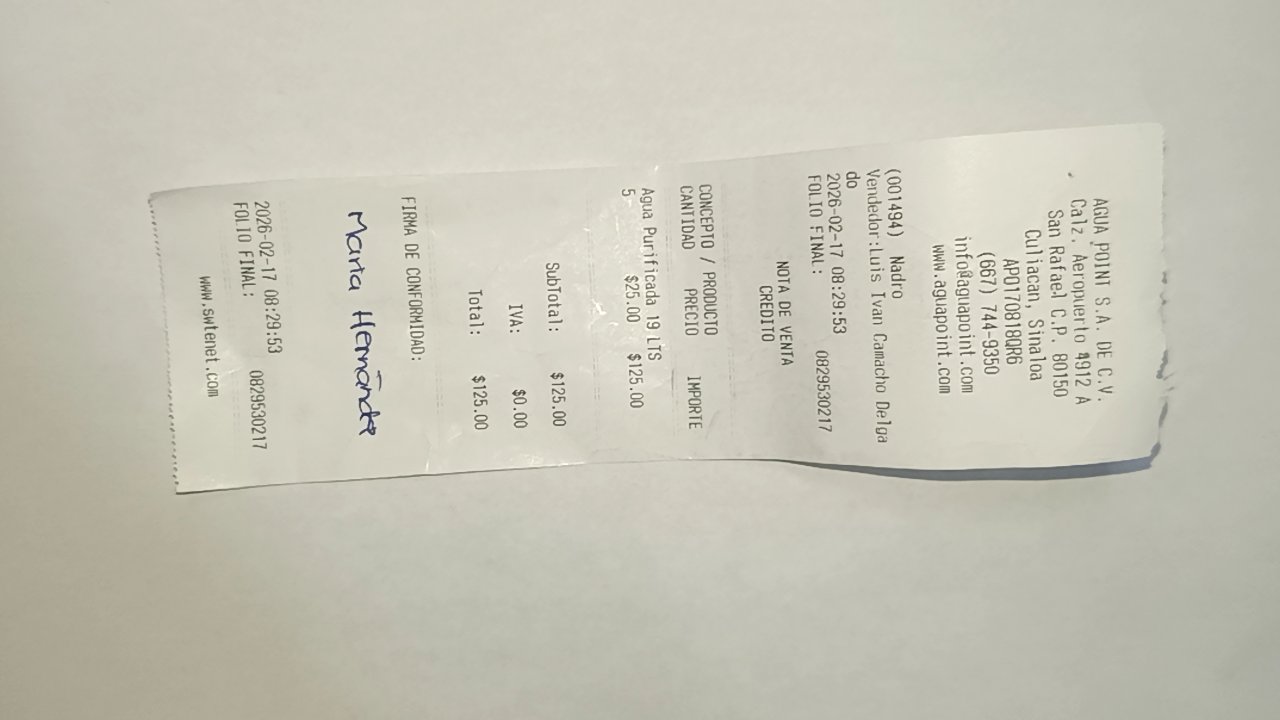 AGUA POINT S.A. DE C.V.
Calz. Aeropuerto 4912 A
San Rafael C.P. 80150
Culiacan, Sinaloa
APO170818QR6
(667) 744-9350
info@aguapoint.com
www.aguapoint.com
(001494) Nadro
Vendedor:Luis Ivan Camacho Delga
do
2026-02-17 08:29:53
FOLIO FINAL: 0829530217
NOTA DE VENTA
CREDITO
CONCEPTO / PRODUCTO
CANTIDAD PRECIO IMPORTE
Agua Purificada 19 LTS
5 $25.00 $125.00
SubTotal: $125.00
IVA: $0.00
Total: $125.00
FIRMA DE CONFORMIDAD:
Marta Hernández
2026-02-17 08:29:53
FOLIO FINAL: 0829530217
www.swtenet.com